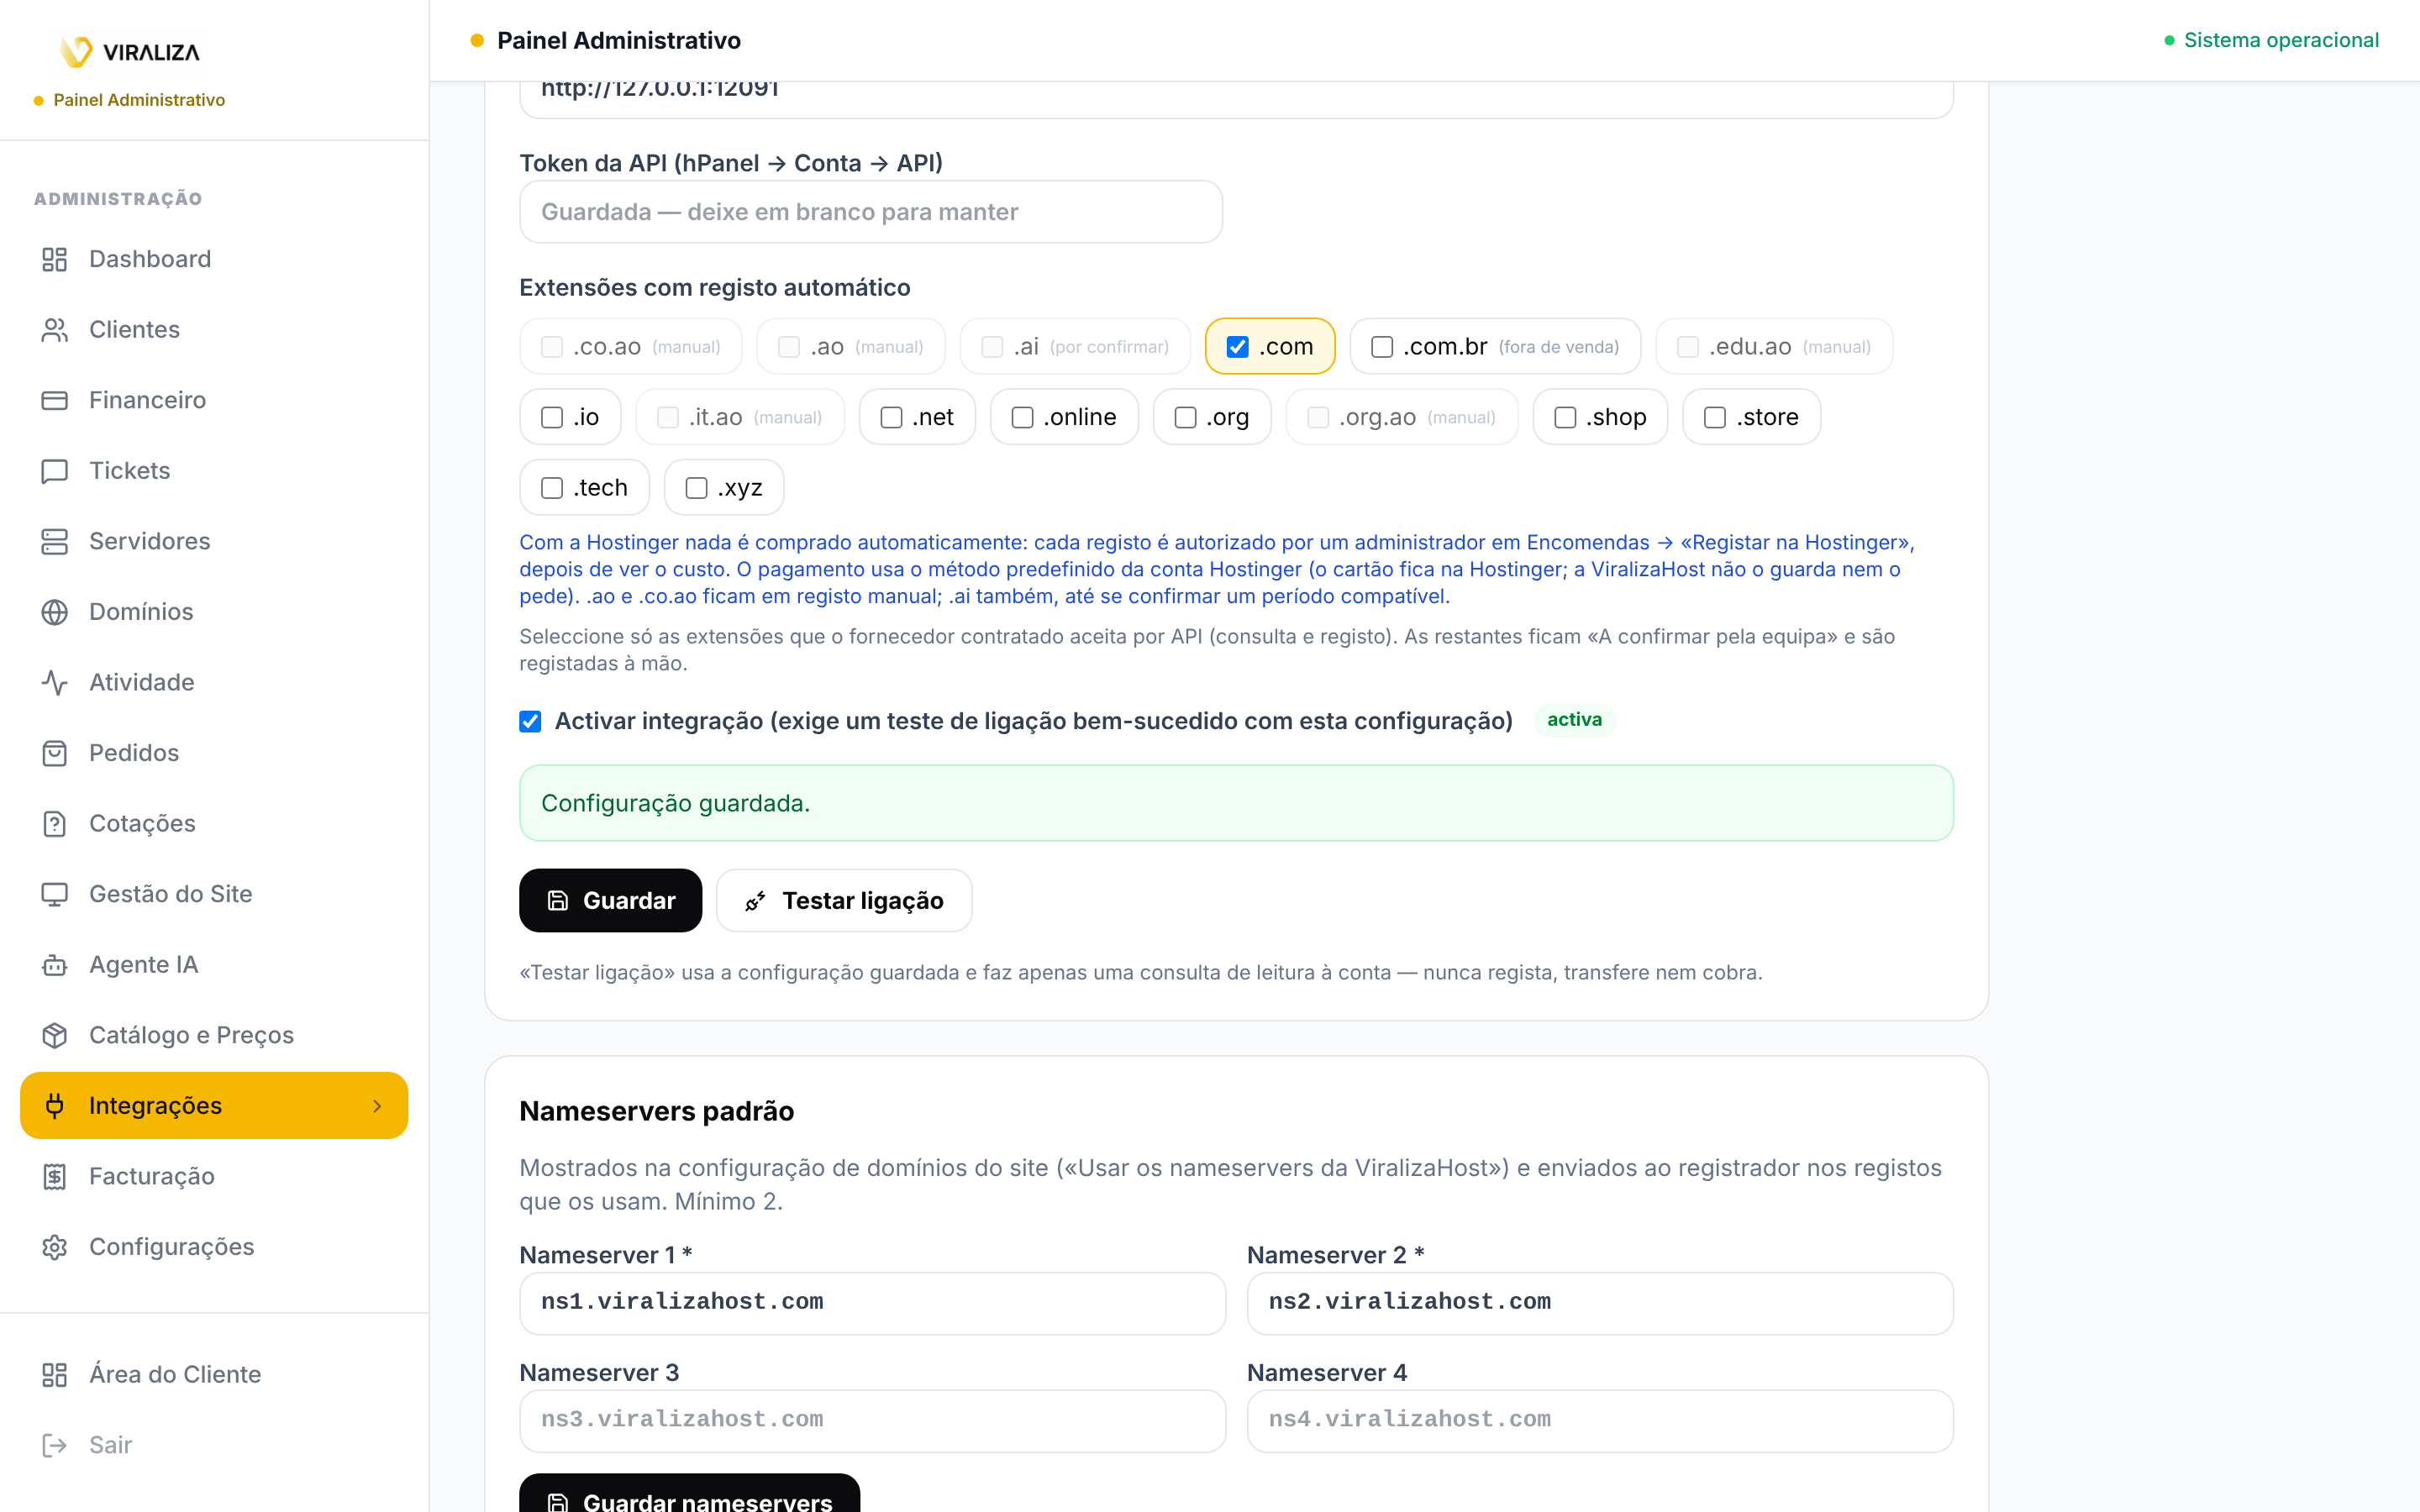 VIRALIZA
Painel Administrativo
ADMINISTRAÇÃO
Dashboard
Clientes
Financeiro
Tickets
Servidores
Domínios
Atividade
Pedidos
Cotações
Gestão do Site
Agente IA
Catálogo e Preços
Integrações
Facturação
Configurações
Área do Cliente
Sair
Painel Administrativo
Sistema operacional
http://127.0.0.1:12091
Token da API (hPanel → Conta → API)
Guardada — deixe em branco para manter
Extensões com registo automático
.co.ao (manual) .ao (manual) .ai (por confirmar) .com .com.br (fora de venda) .edu.ao (manual)
.io .it.ao (manual) .net .online .org .org.ao (manual) .shop .store
.tech .xyz
Com a Hostinger nada é comprado automaticamente: cada registo é autorizado por um administrador em Encomendas → «Registar na Hostinger»,
depois de ver o custo. O pagamento usa o método predefinido da conta Hostinger (o cartão fica na Hostinger; a ViralizaHost não o guarda nem o
pede). .ao e .co.ao ficam em registo manual; .ai também, até se confirmar um período compatível.
Seleccione só as extensões que o fornecedor contratado aceita por API (consulta e registo). As restantes ficam «A confirmar pela equipa» e são
registadas à mão.
Activar integração (exige um teste de ligação bem-sucedido com esta configuração) activa
Configuração guardada.
Guardar Testar ligação
«Testar ligação» usa a configuração guardada e faz apenas uma consulta de leitura à conta — nunca regista, transfere nem cobra.
Nameservers padrão
Mostrados na configuração de domínios do site («Usar os nameservers da ViralizaHost») e enviados ao registrador nos registos
que os usam. Mínimo 2.
Nameserver 1 * Nameserver 2 *
ns1.viralizahost.com ns2.viralizahost.com
Nameserver 3 Nameserver 4
ns3.viralizahost.com ns4.viralizahost.com
Guardar nameservers